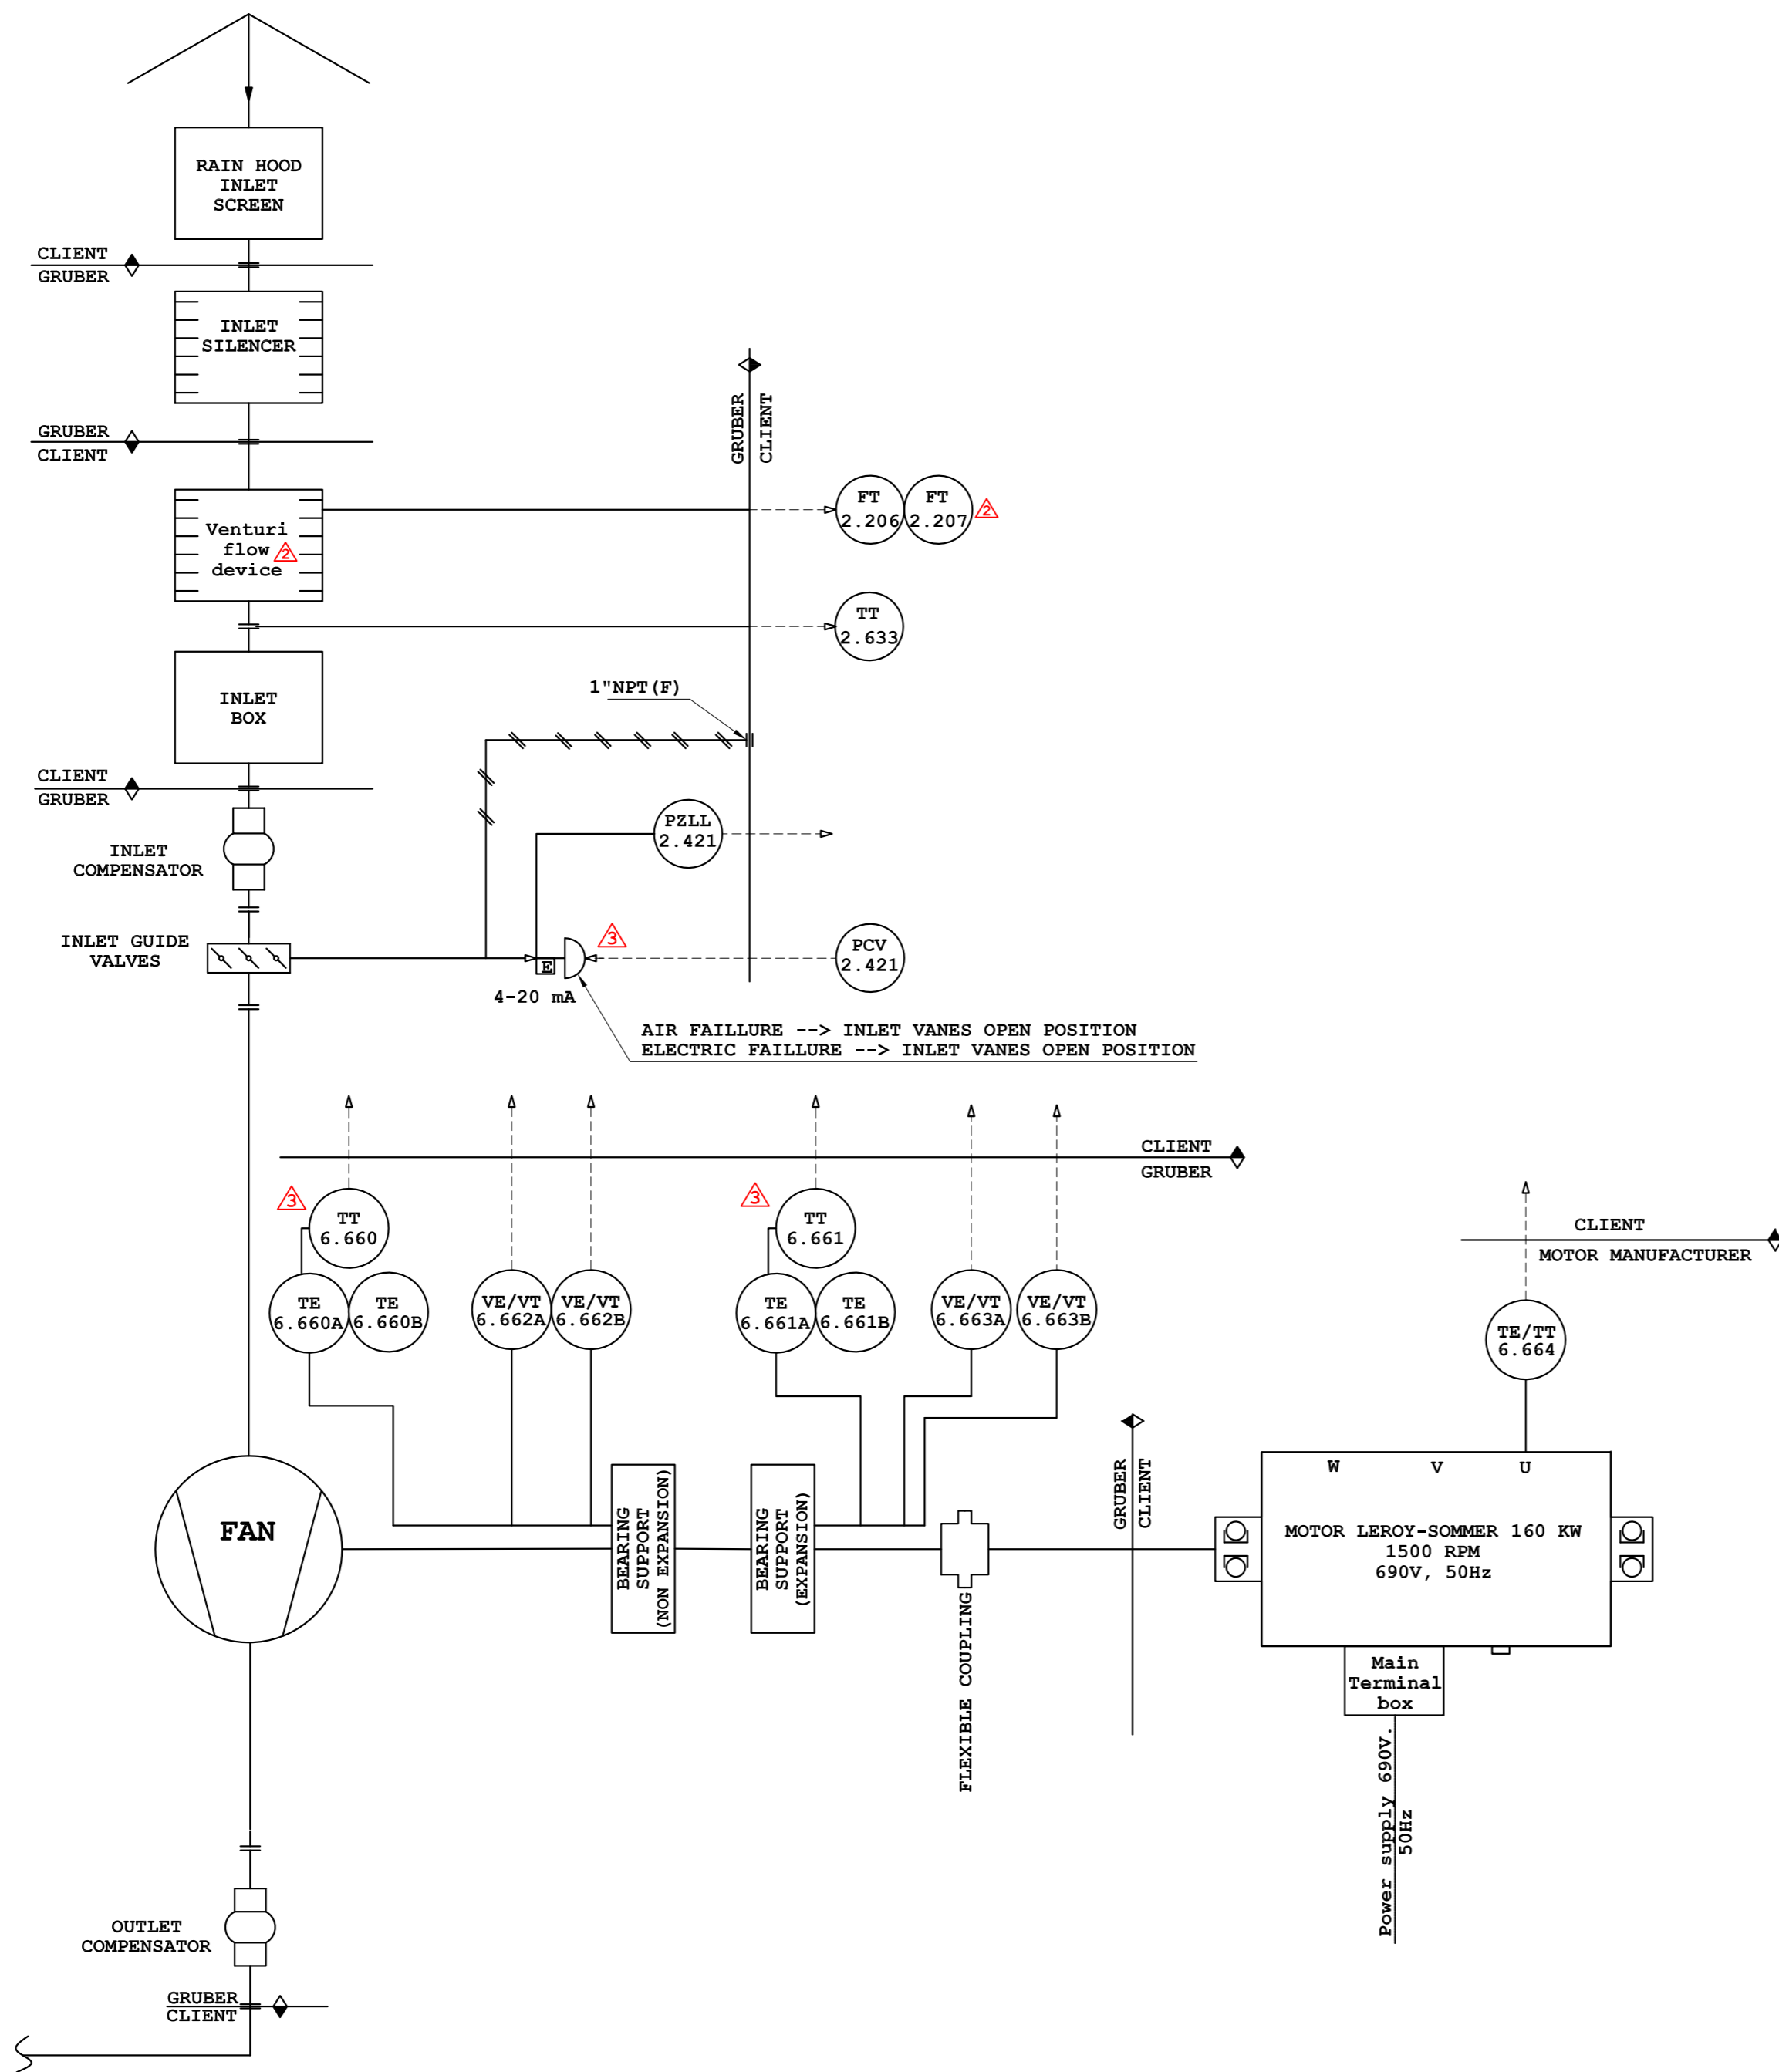 RAIN HOOD
INLET
SCREEN
CLIENT
GRUBER
INLET
SILENCER
GRUBER
CLIENT
GRUBER
CLIENT
Venturi
flow 2
device
FT
2.206
FT
2.207
2
TT
2.633
INLET
BOX
1"NPT(F)
CLIENT
GRUBER
INLET
COMPENSATOR
PZLL
2.421
INLET GUIDE
VALVES
E
3
PCV
2.421
4-20 mA
AIR FAILLURE --> INLET VANES OPEN POSITION
ELECTRIC FAILLURE --> INLET VANES OPEN POSITION
CLIENT
GRUBER
3
TT
6.660
3
TT
6.661
CLIENT
MOTOR MANUFACTURER
TE
6.660A
TE
6.660B
VE/VT
6.662A
VE/VT
6.662B
TE
6.661A
TE
6.661B
VE/VT
6.663A
VE/VT
6.663B
TE/TT
6.664
FAN
BEARING
SUPPORT
(NON EXPANSION)
BEARING
SUPPORT
(EXPANSION)
FLEXIBLE COUPLING
GRUBER
CLIENT
W V U
MOTOR LEROY-SOMMER 160 KW
1500 RPM
690V, 50Hz
Main
Terminal
box
Power supply 690V.
50Hz
OUTLET
COMPENSATOR
GRUBER
CLIENT